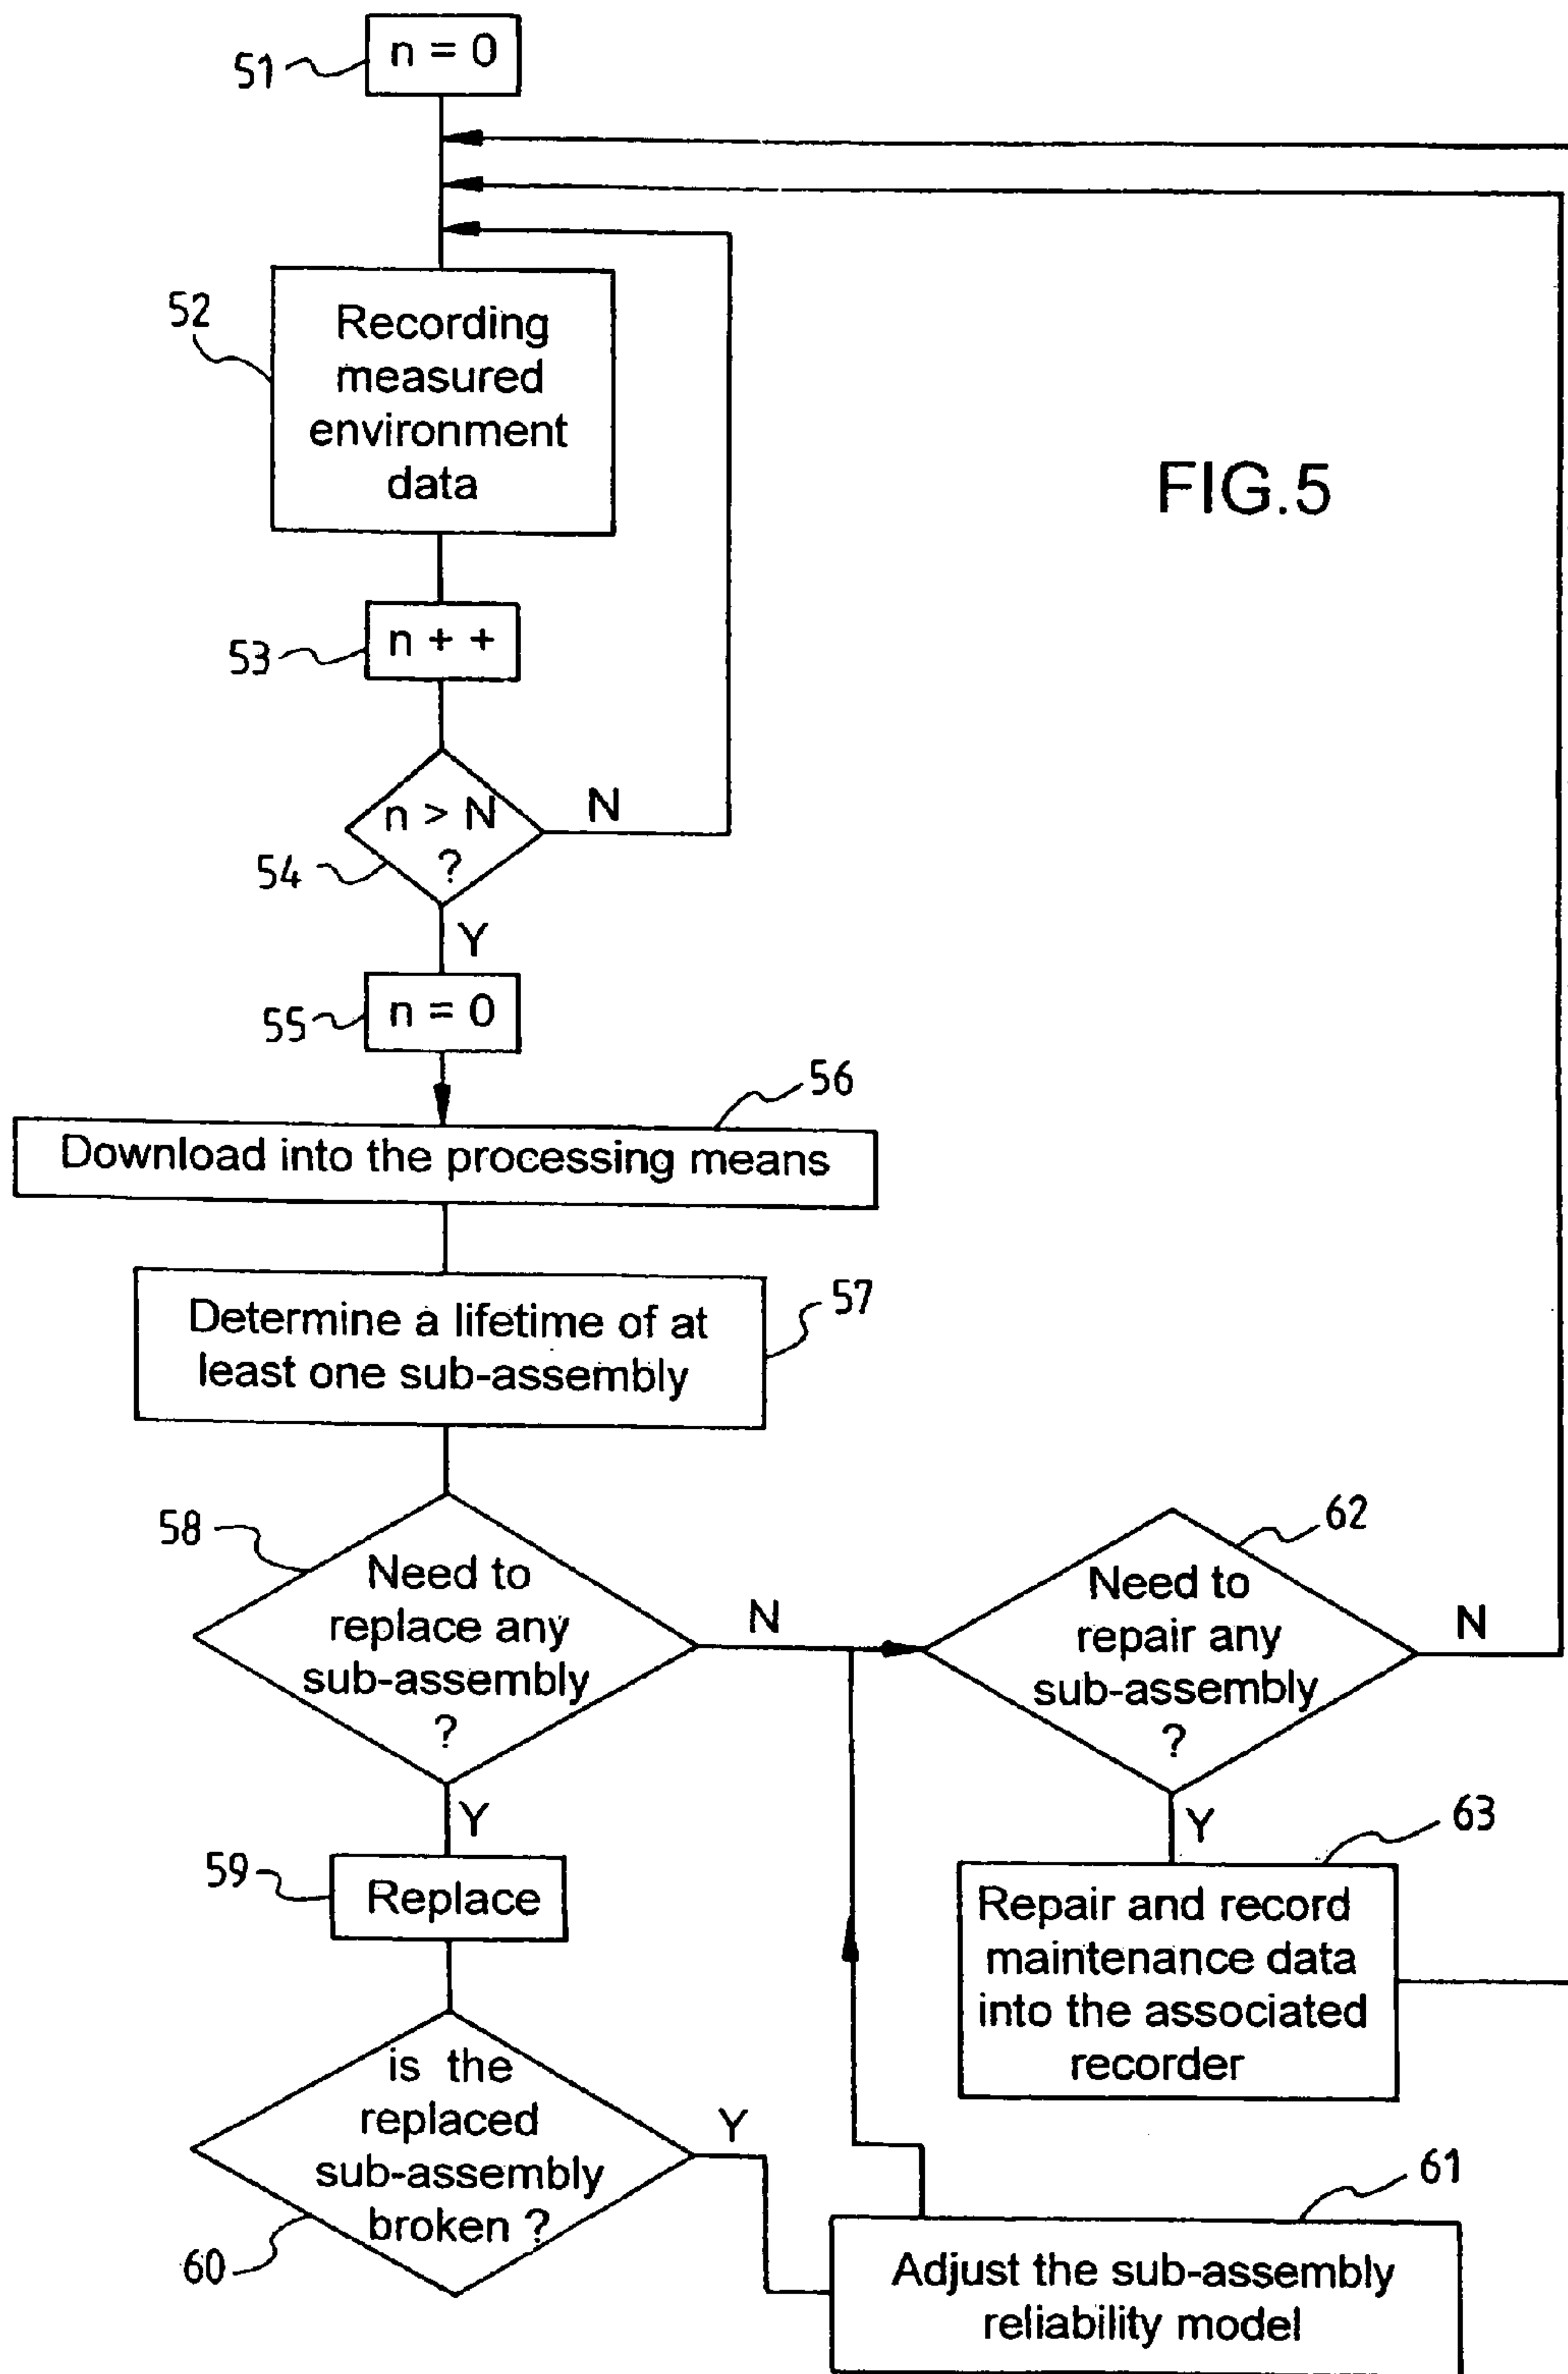 n = 0
51
52
Recording
measured
environment
data
FIG.5
n + +
53
n > N
?
N
54
Y
n = 0
55
56
Download into the processing means
57
Determine a lifetime of at
least one sub-assembly
58
Need to
replace any
sub-assembly
?
N
62
Need to
repair any
sub-assembly
?
N
Y
59
Replace
Y
63
Repair and record
maintenance data
into the associated
recorder
is the
replaced
sub-assembly
broken ?
Y
60
61
Adjust the sub-assembly
reliability model